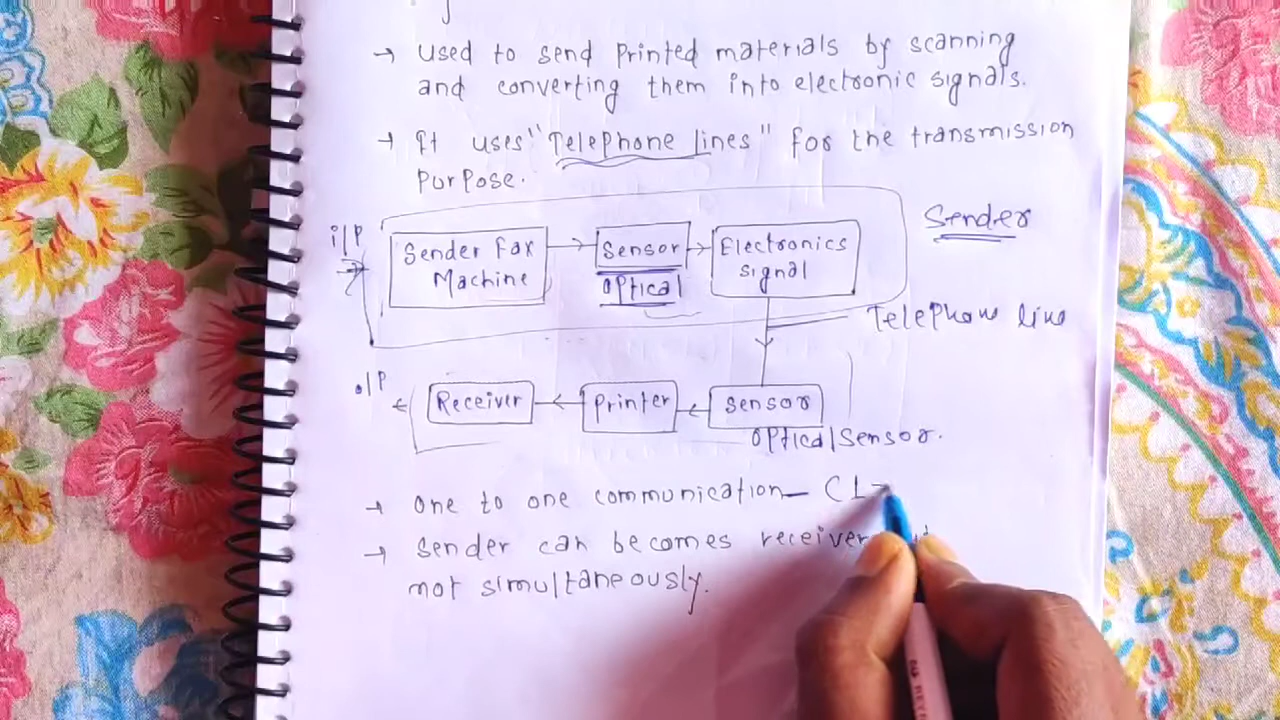 → Used to send Printed materials by scanning
and converting them into electronic signals.
→ It uses "Telephone lines" for the transmission
Purpose.
Sender
i/P
Sender Fax
Machine
Sensor
OPtical
Electronics
signal
Telephone line
o/P
Receiver
Printer
Sensor
OPtical/Sensor.
→ One to one communication – (1-
→ Sender can becomes receiver
not simultaneously.